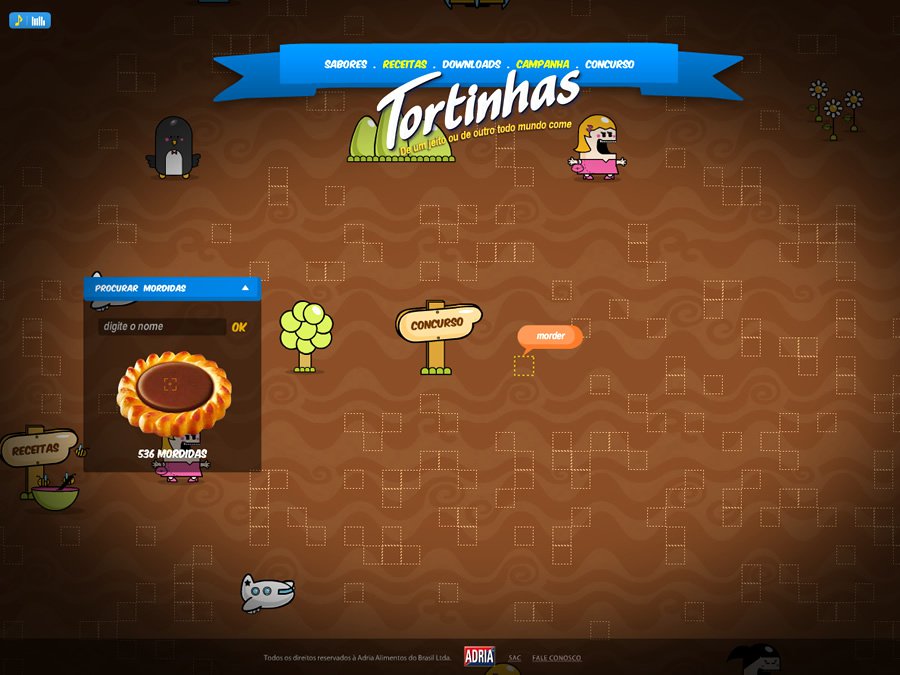 SABORES . RECEITAS . DOWNLOADS . CAMPANHA . CONCURSO
Tortinhas
De um jeito ou de outro todo mundo come
PROCURAR MORDIDAS
digite o nome OK
CONCURSO
morder
RECEITAS
536 MORDIDAS
Todos os direitos reservados à Adria Alimentos do Brasil Ltda. ADRIA SAC FALE CONOSCO